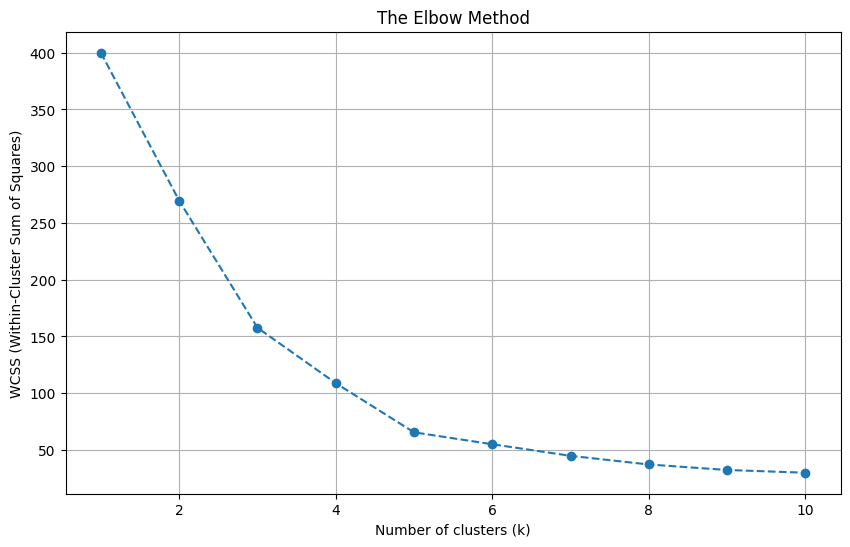 The Elbow Method
WCSS (Within-Cluster Sum of Squares)
400
350
300
250
200
150
100
50
2 4 6 8 10
Number of clusters (k)